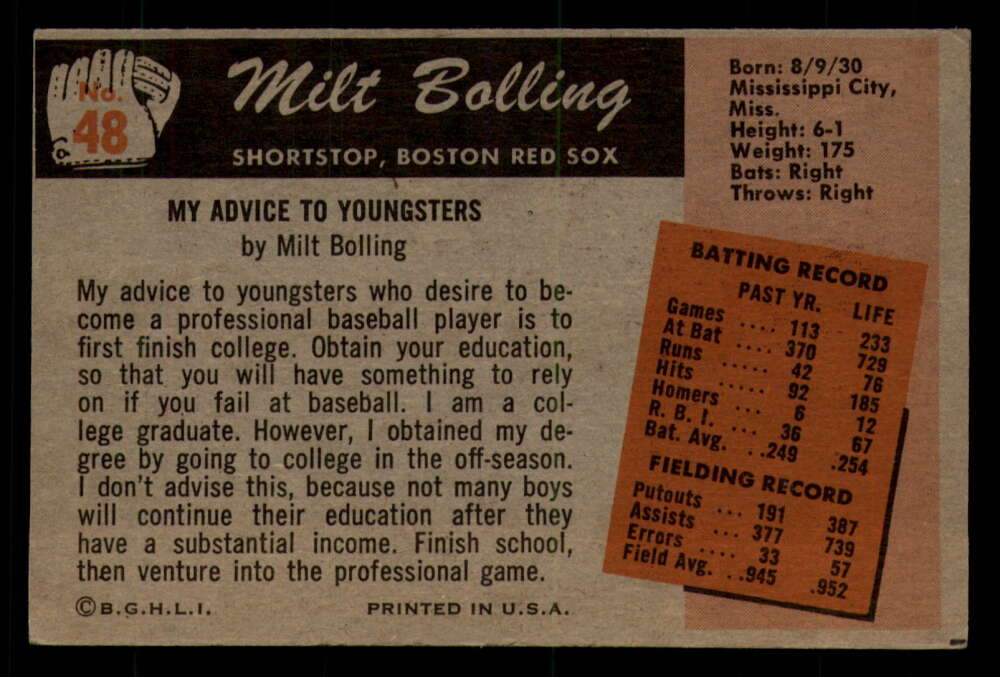 No.
48
Milt Bolling
SHORTSTOP, BOSTON RED SOX
MY ADVICE TO YOUNGSTERS
by Milt Bolling
My advice to youngsters who desire to be-
come a professional baseball player is to
first finish college. Obtain your education,
so that you will have something to rely
on if you fail at baseball. I am a col-
lege graduate. However, I obtained my de-
gree by going to college in the off-season.
I don't advise this, because not many boys
will continue their education after they
have a substantial income. Finish school,
then venture into the professional game.
©B.G.H.L.I. PRINTED IN U.S.A.
Born: 8/9/30
Mississippi City,
Miss.
Height: 6-1
Weight: 175
Bats: Right
Throws: Right
BATTING RECORD
PAST YR. LIFE
Games .... 113 233
At Bat .... 370 729
Runs ..... 42 76
Hits ..... 92 185
Homers ... 6 12
R. B. I. ... 36 67
Bat. Avg. ..249 .254
FIELDING RECORD
Putouts ... 191 387
Assists ... 377 739
Errors .... 33 57
Field Avg. ..945 .952